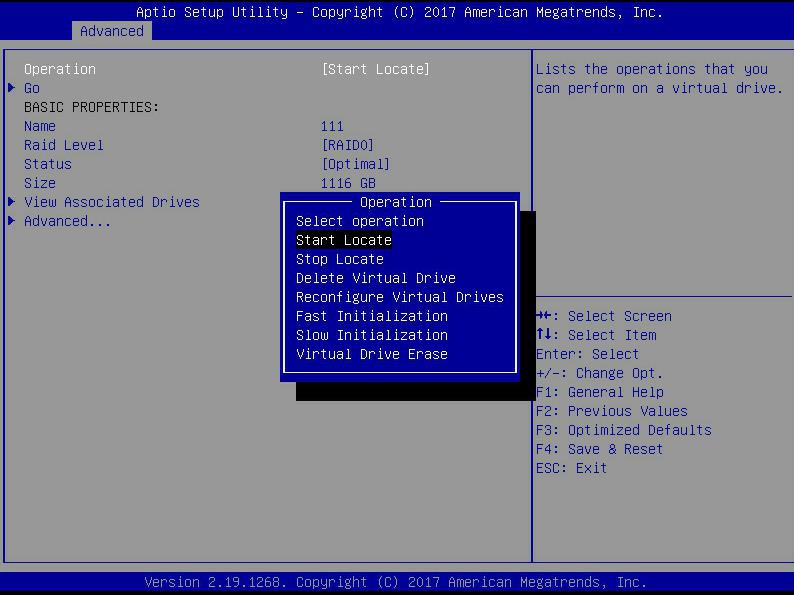 Aptio Setup Utility – Copyright (C) 2017 American Megatrends, Inc.
Advanced
Operation [Start Locate]
Go
BASIC PROPERTIES:
Name 111
Raid Level [RAID0]
Status [Optimal]
Size 1116 GB
View Associated Drives
Advanced...
Operation
Select operation
Start Locate
Stop Locate
Delete Virtual Drive
Reconfigure Virtual Drives
Fast Initialization
Slow Initialization
Virtual Drive Erase
Lists the operations that you
can perform on a virtual drive.
→←: Select Screen
↑↓: Select Item
Enter: Select
+/-: Change Opt.
F1: General Help
F2: Previous Values
F3: Optimized Defaults
F4: Save & Reset
ESC: Exit
Version 2.19.1268. Copyright (C) 2017 American Megatrends, Inc.